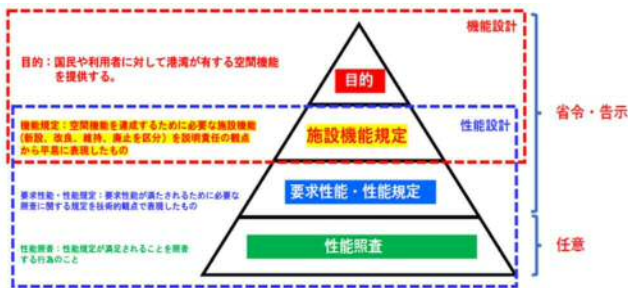 機能設計
目的：国民や利用者に対して港湾が有する空間機能
を提供する。
目的
省令・告示
機能規定：空間機能を達成するために必要な施設機能
(新設、改良、維持、廃止を区分）を説明責任の観点
から平易に表現したもの
施設機能規定
性能設計
要求性能・性能規定：要求性能が満たされるために必要な
照査に関する規定を技術的観点で表現したもの
要求性能・性能規定
性能照査：性能規定が満足されることを照査
する行為のこと
性能照査
任意